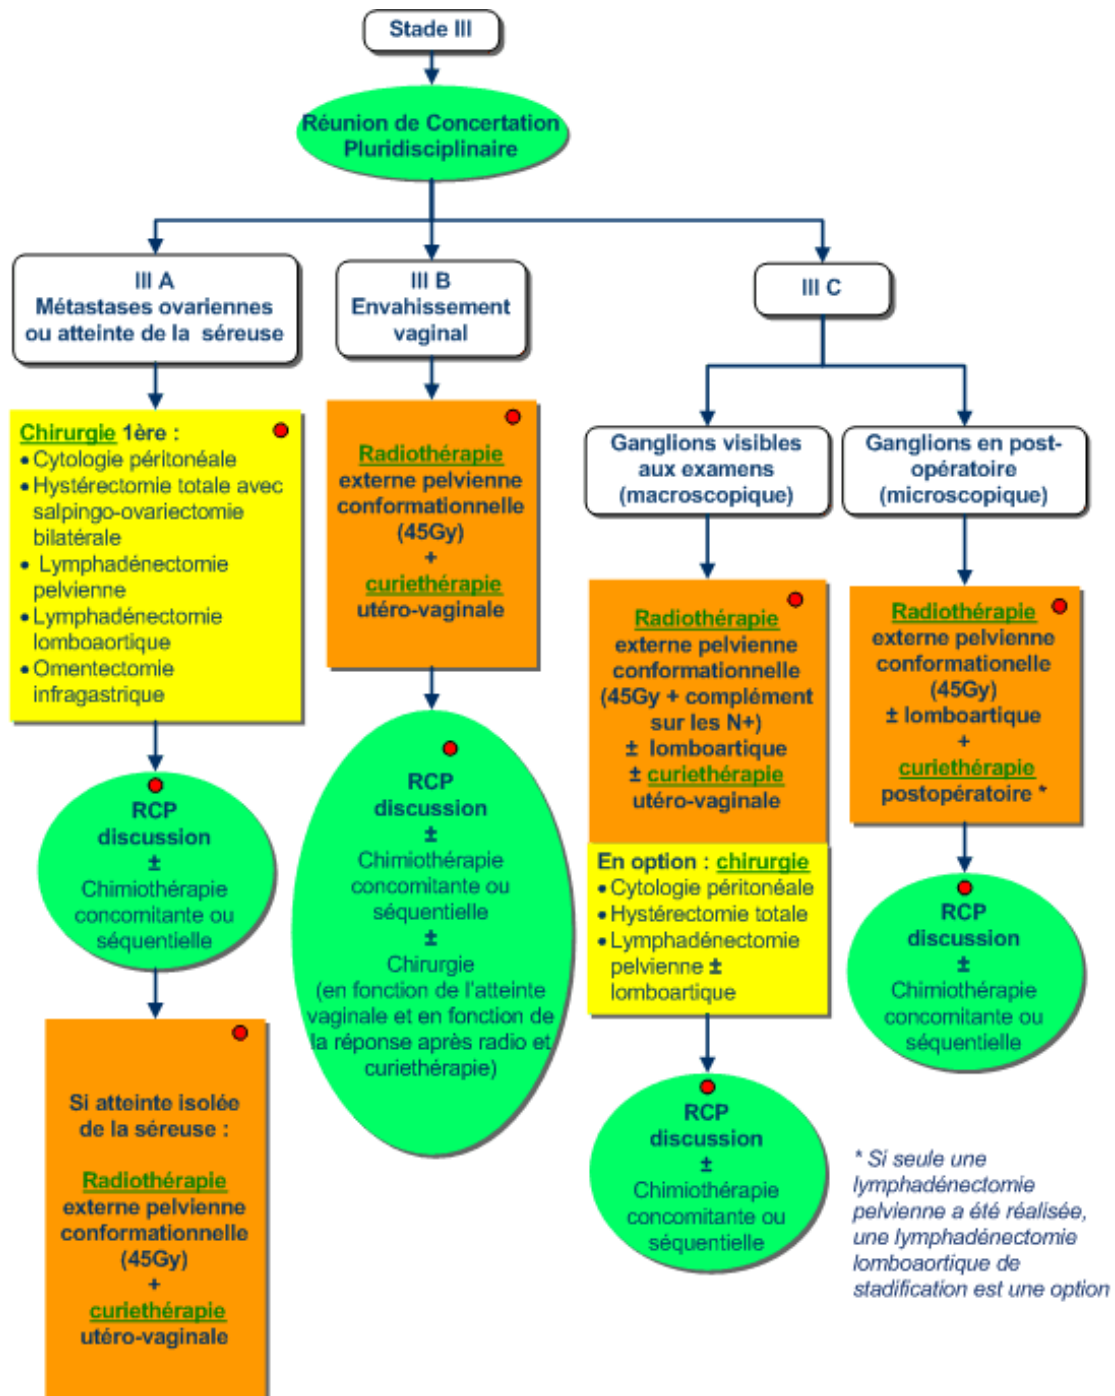 Stade III
Réunion de Concertation
Pluridisciplinaire
III A
Métastases ovariennes
ou atteinte de la séreuse
III B
Envahissement
vaginal
III C
Chirurgie 1ère :
• Cytologie péritonéale
• Hystérectomie totale avec
salpingo-ovariectomie
bilatérale
• Lymphadénectomie
pelvienne
• Lymphadénectomie
lomboaortique
• Omentectomie
infragastrique
Radiothérapie
externe pelvienne
conformationnelle
(45Gy)
+
curiethérapie
utéro-vaginale
Ganglions visibles
aux examens
(macroscopique)
Ganglions en post-
opératoire
(microscopique)
Radiothérapie
externe pelvienne
conformationnelle
(45Gy + complément
sur les N+)
± lomboartique
± curiethérapie
utéro-vaginale
Radiothérapie
externe pelvienne
conformationelle
(45Gy)
± lomboartique
+
curiethérapie
postopératoire *
RCP
discussion
±
Chimiothérapie
concomitante ou
séquentielle
RCP
discussion
±
Chimiothérapie
concomitante ou
séquentielle
±
Chirurgie
(en fonction de l'atteinte
vaginale et en fonction de
la réponse après radio et
curiethérapie)
En option : chirurgie
• Cytologie péritonéale
• Hystérectomie totale
• Lymphadénectomie
pelvienne ±
lomboartique
RCP
discussion
±
Chimiothérapie
concomitante ou
séquentielle
Si atteinte isolée
de la séreuse :
Radiothérapie
externe pelvienne
conformationnelle
(45Gy)
+
curiethérapie
utéro-vaginale
RCP
discussion
±
Chimiothérapie
concomitante ou
séquentielle
* Si seule une
lymphadénectomie
pelvienne a été réalisée,
une lymphadénectomie
lomboaortique de
stadification est une option